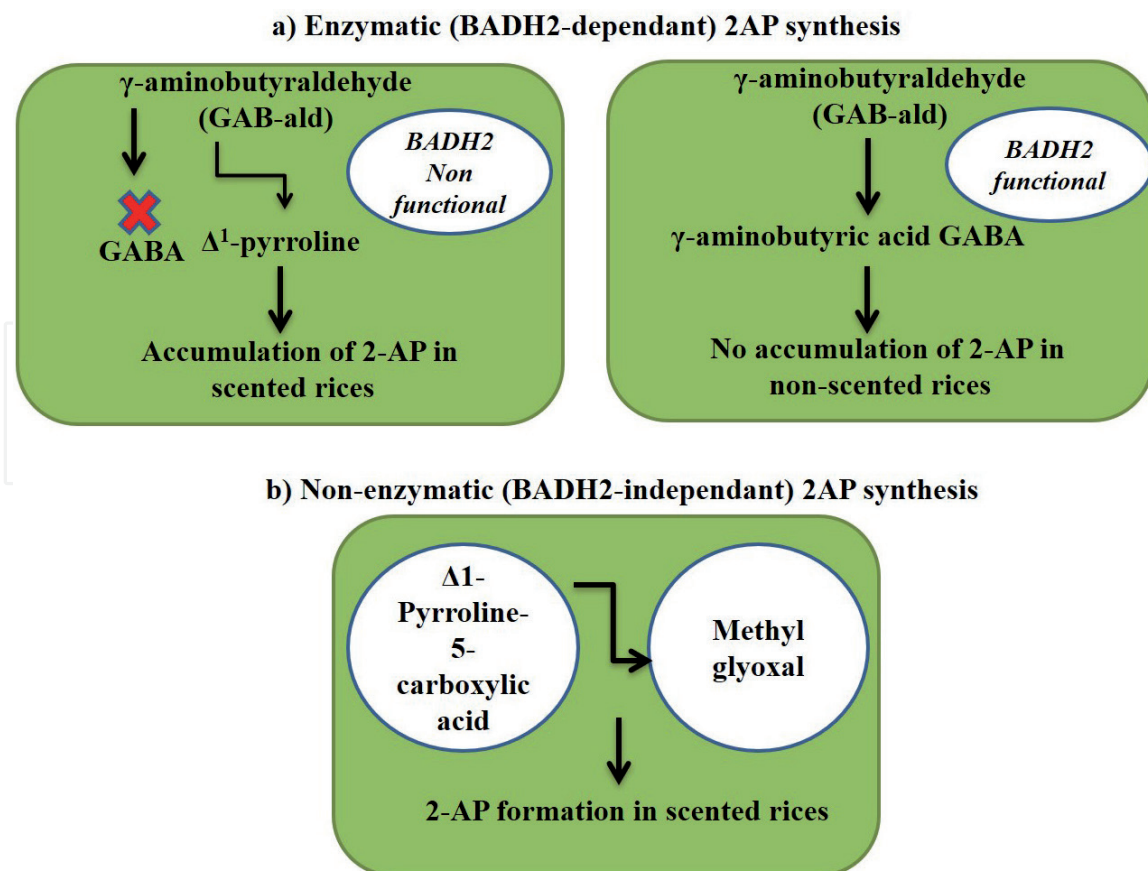 a) Enzymatic (BADH2-dependant) 2AP synthesis
γ-aminobutyraldehyde
(GAB-ald)
BADH2
Non
functional
GABA
Δ¹-pyrroline
Accumulation of 2-AP in
scented rices
γ-aminobutyraldehyde
(GAB-ald)
BADH2
functional
γ-aminobutyric acid GABA
No accumulation of 2-AP in
non-scented rices
b) Non-enzymatic (BADH2-independant) 2AP synthesis
Δ1-
Pyrroline-
5-
carboxylic
acid
Methyl
glyoxal
2-AP formation in scented rices